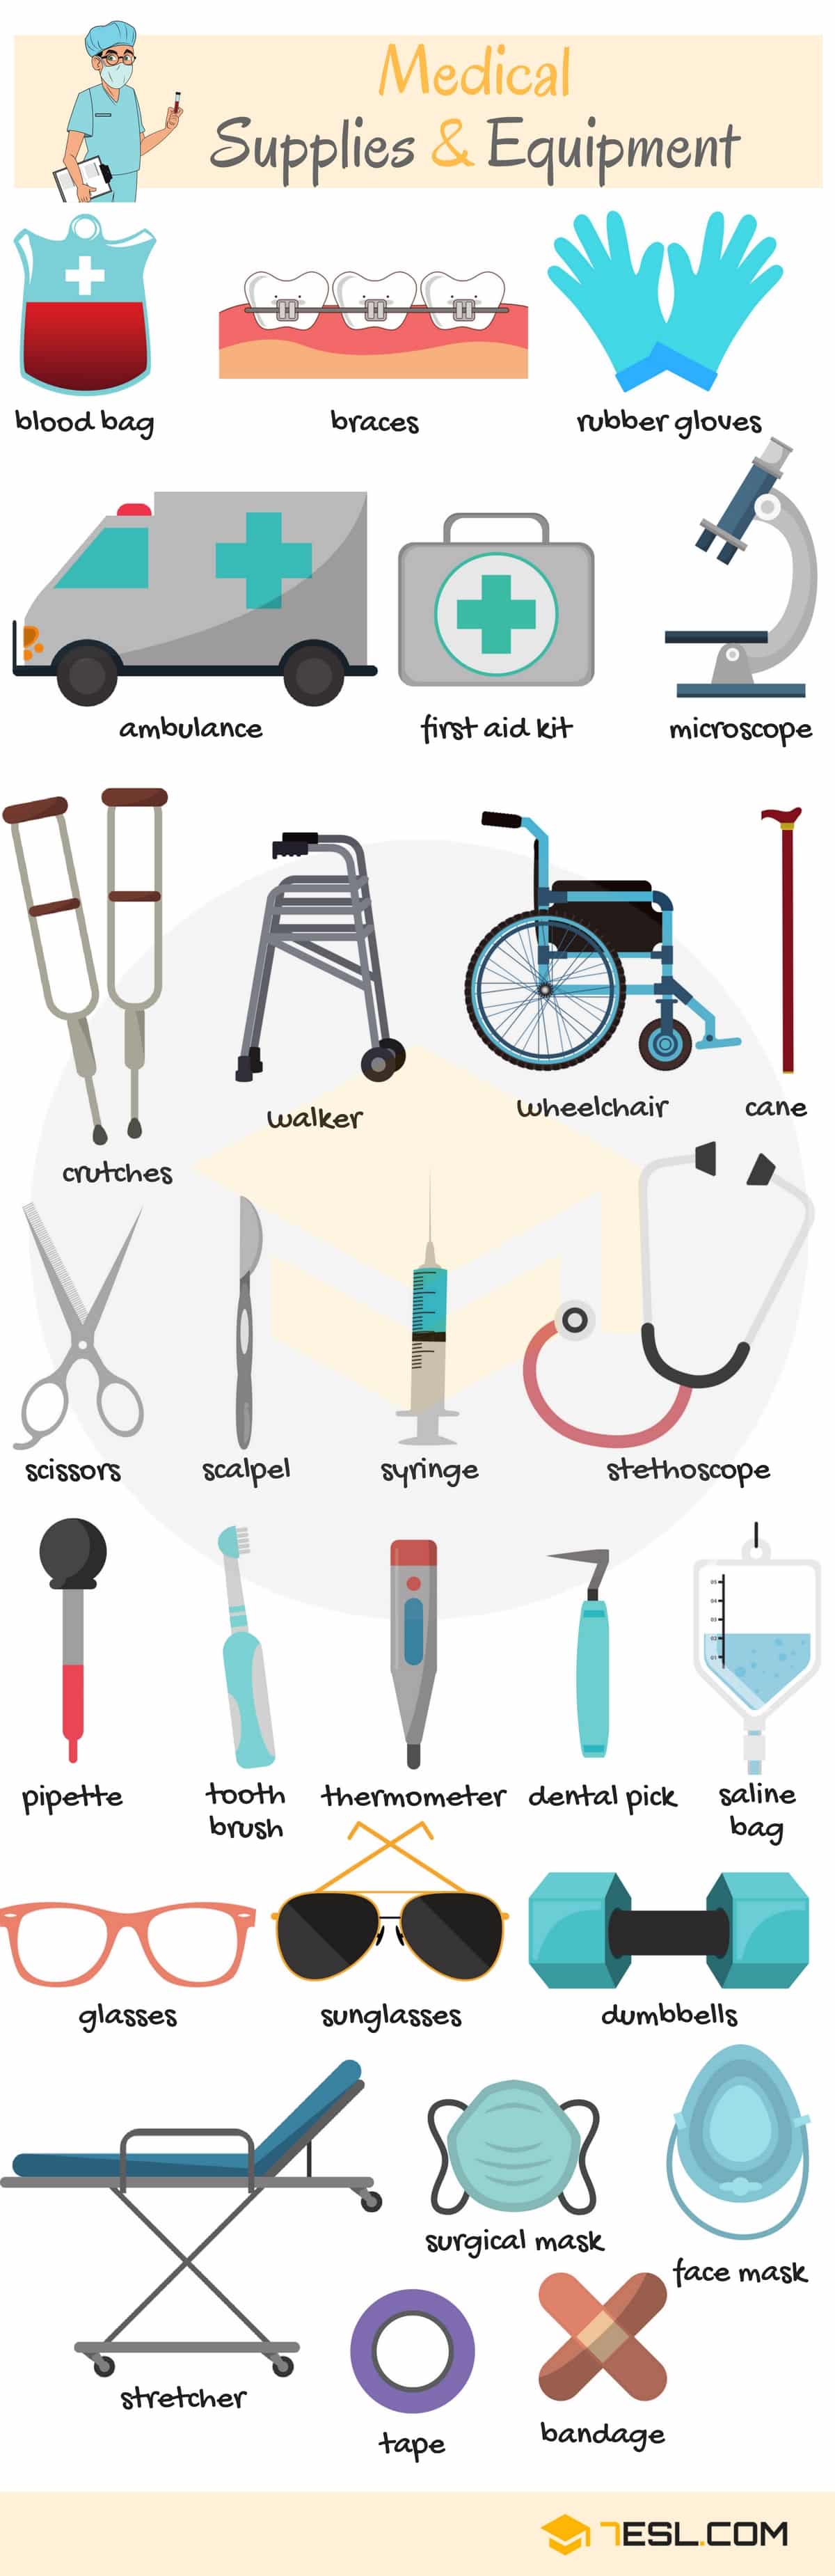 Medical
Supplies & Equipment
blood bag
braces
rubber gloves
ambulance
first aid kit
microscope
crutches
walker
wheelchair
cane
scissors
scalpel
syringe
stethoscope
pipette
tooth
brush
thermometer
dental pick
saline
bag
glasses
sunglasses
dumbbells
stretcher
surgical mask
face mask
tape
bandage
7ESL.COM